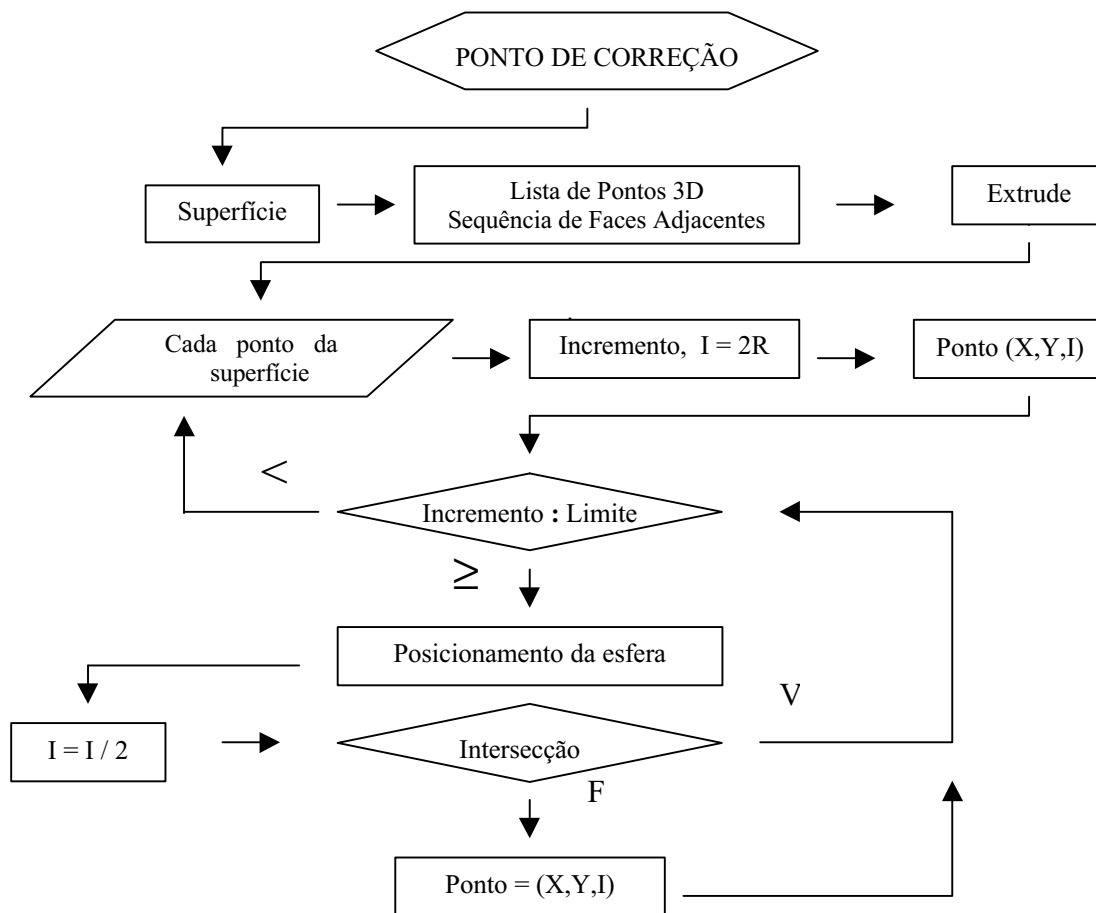 PONTO DE CORREÇÃO
Superfície
Lista de Pontos 3D
Sequência de Faces Adjacentes
Extrude
Cada ponto da
superfície
Incremento, I = 2R
Ponto (X,Y,I)
<
Incremento : Limite
≥
Posicionamento da esfera
V
I = I / 2
Intersecção
F
Ponto = (X,Y,I)